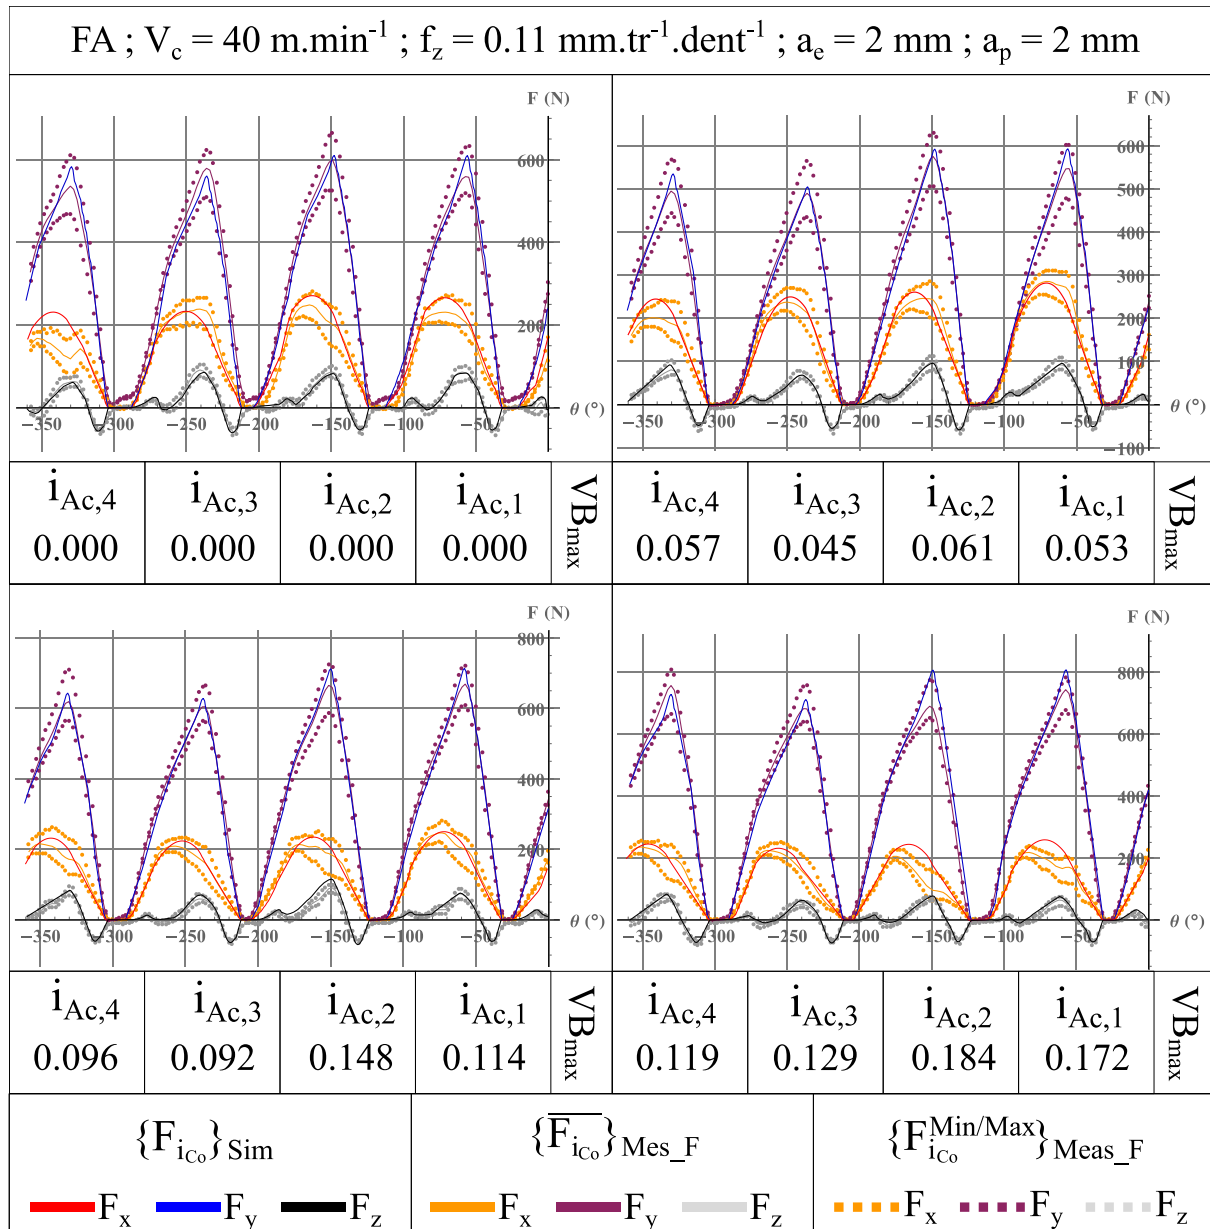 FA ; V_c = 40 m.min⁻¹ ; f_z = 0.11 mm.tr⁻¹.dent⁻¹ ; a_e = 2 mm ; a_p = 2 mm
F (N)
600
400
200
θ (°)
−350 −300 −250 −200 −150 −100 −50
F (N)
600
500
400
300
200
100
−100
θ (°)
−350 −300 −250 −200 −150 −100 −50
i_Ac,4 i_Ac,3 i_Ac,2 i_Ac,1 VB_max
0.000 0.000 0.000 0.000
i_Ac,4 i_Ac,3 i_Ac,2 i_Ac,1 VB_max
0.057 0.045 0.061 0.053
F (N)
800
600
400
200
θ (°)
−350 −300 −250 −200 −150 −100 −50
F (N)
800
600
400
200
θ (°)
−350 −300 −250 −200 −150 −100 −50
i_Ac,4 i_Ac,3 i_Ac,2 i_Ac,1 VB_max
0.096 0.092 0.148 0.114
i_Ac,4 i_Ac,3 i_Ac,2 i_Ac,1 VB_max
0.119 0.129 0.184 0.172
{F_i_Co}_Sim
F_x F_y F_z
{F̅_i_Co}_Mes_F
F_x F_y F_z
{F_i_Co^Min/Max}_Meas_F
F_x F_y F_z